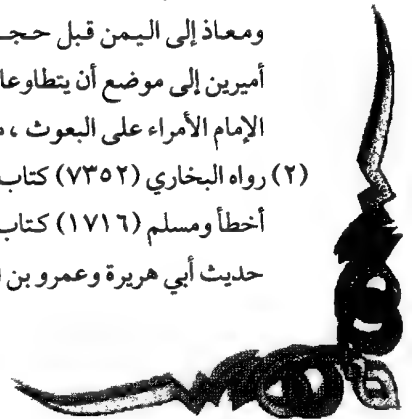 ومعاذ إلى اليمن قبل حجـ
أميرين إلى موضع أن يتطاوعا
الإمام الأمراء على البعوث ،
(٢) رواه البخاري (٧٣٥٢) كتاب
أخطأ ومسلم (١٧١٦) كتاب
حديث أبي هريرة وعمرو بن